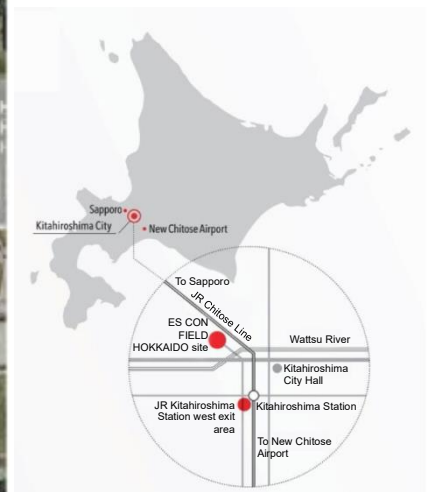 Sapporo
Kitahiroshima City
New Chitose Airport
To Sapporo
JR Chitose Line
ES CON
FIELD
HOKKAIDO site
Wattsu River
Kitahiroshima
City Hall
JR Kitahiroshima
Station west exit
area
Kitahiroshima Station
To New Chitose
Airport